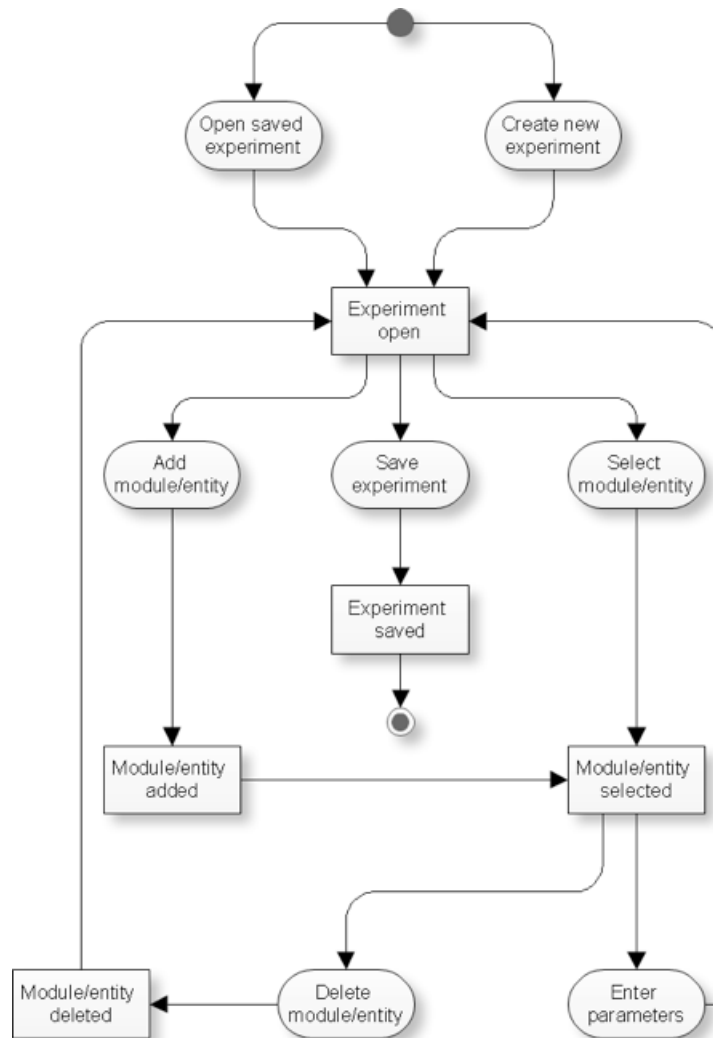 Open saved
experiment
Create new
experiment
Experiment
open
Add
module/entity
Save
experiment
Select
module/entity
Experiment
saved
Module/entity
added
Module/entity
selected
Module/entity
deleted
Delete
module/entity
Enter
parameters